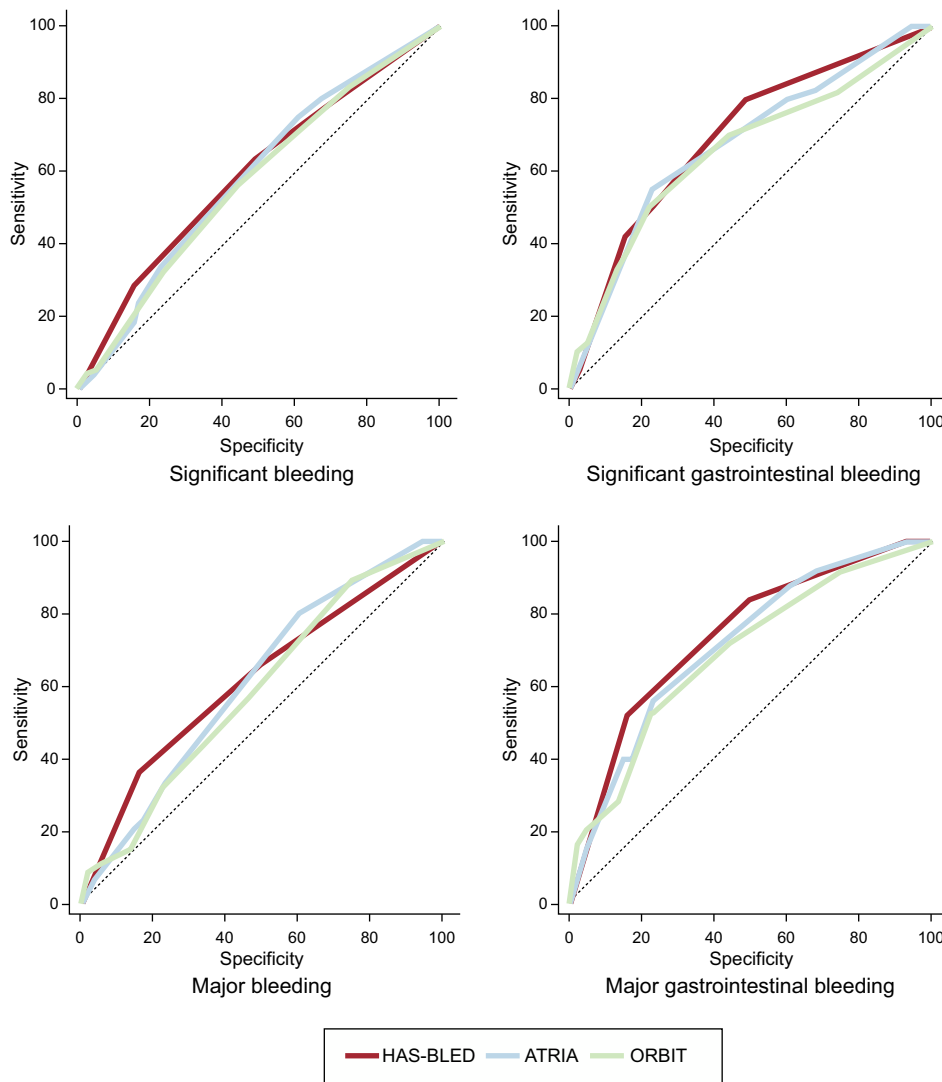 100
80
60
40
20
0
Sensitivity
0 20 40 60 80 100
Specificity
Significant bleeding
100
80
60
40
20
0
Sensitivity
0 20 40 60 80 100
Specificity
Significant gastrointestinal bleeding
100
80
60
40
20
0
Sensitivity
0 20 40 60 80 100
Specificity
Major bleeding
100
80
60
40
20
0
Sensitivity
0 20 40 60 80 100
Specificity
Major gastrointestinal bleeding
HAS-BLED ATRIA ORBIT